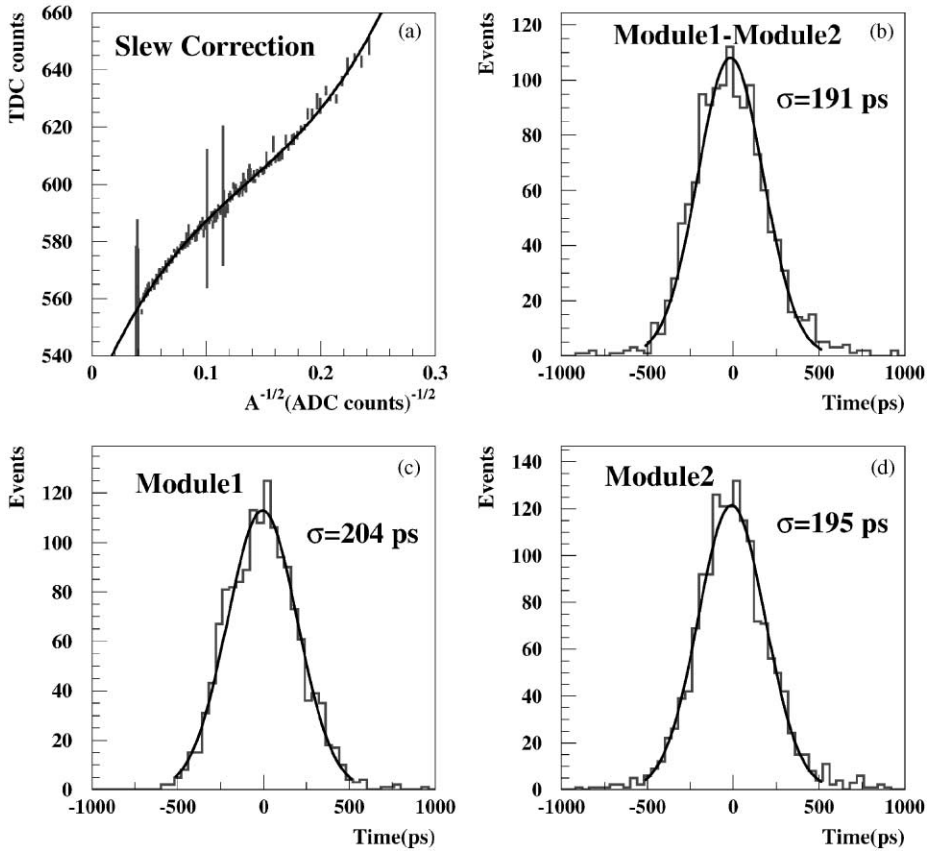 TDC counts
660
640
620
600
580
560
540
Slew Correction
(a)
0
0.1
0.2
0.3
A-1/2(ADC counts)-1/2
Events
120
100
80
60
40
20
0
Module1-Module2
(b)
σ=191 ps
-1000
-500
0
500
1000
Time(ps)
Events
120
100
80
60
40
20
0
Module1
(c)
σ=204 ps
-1000
-500
0
500
1000
Time(ps)
Events
140
120
100
80
60
40
20
0
Module2
(d)
σ=195 ps
-1000
-500
0
500
1000
Time(ps)